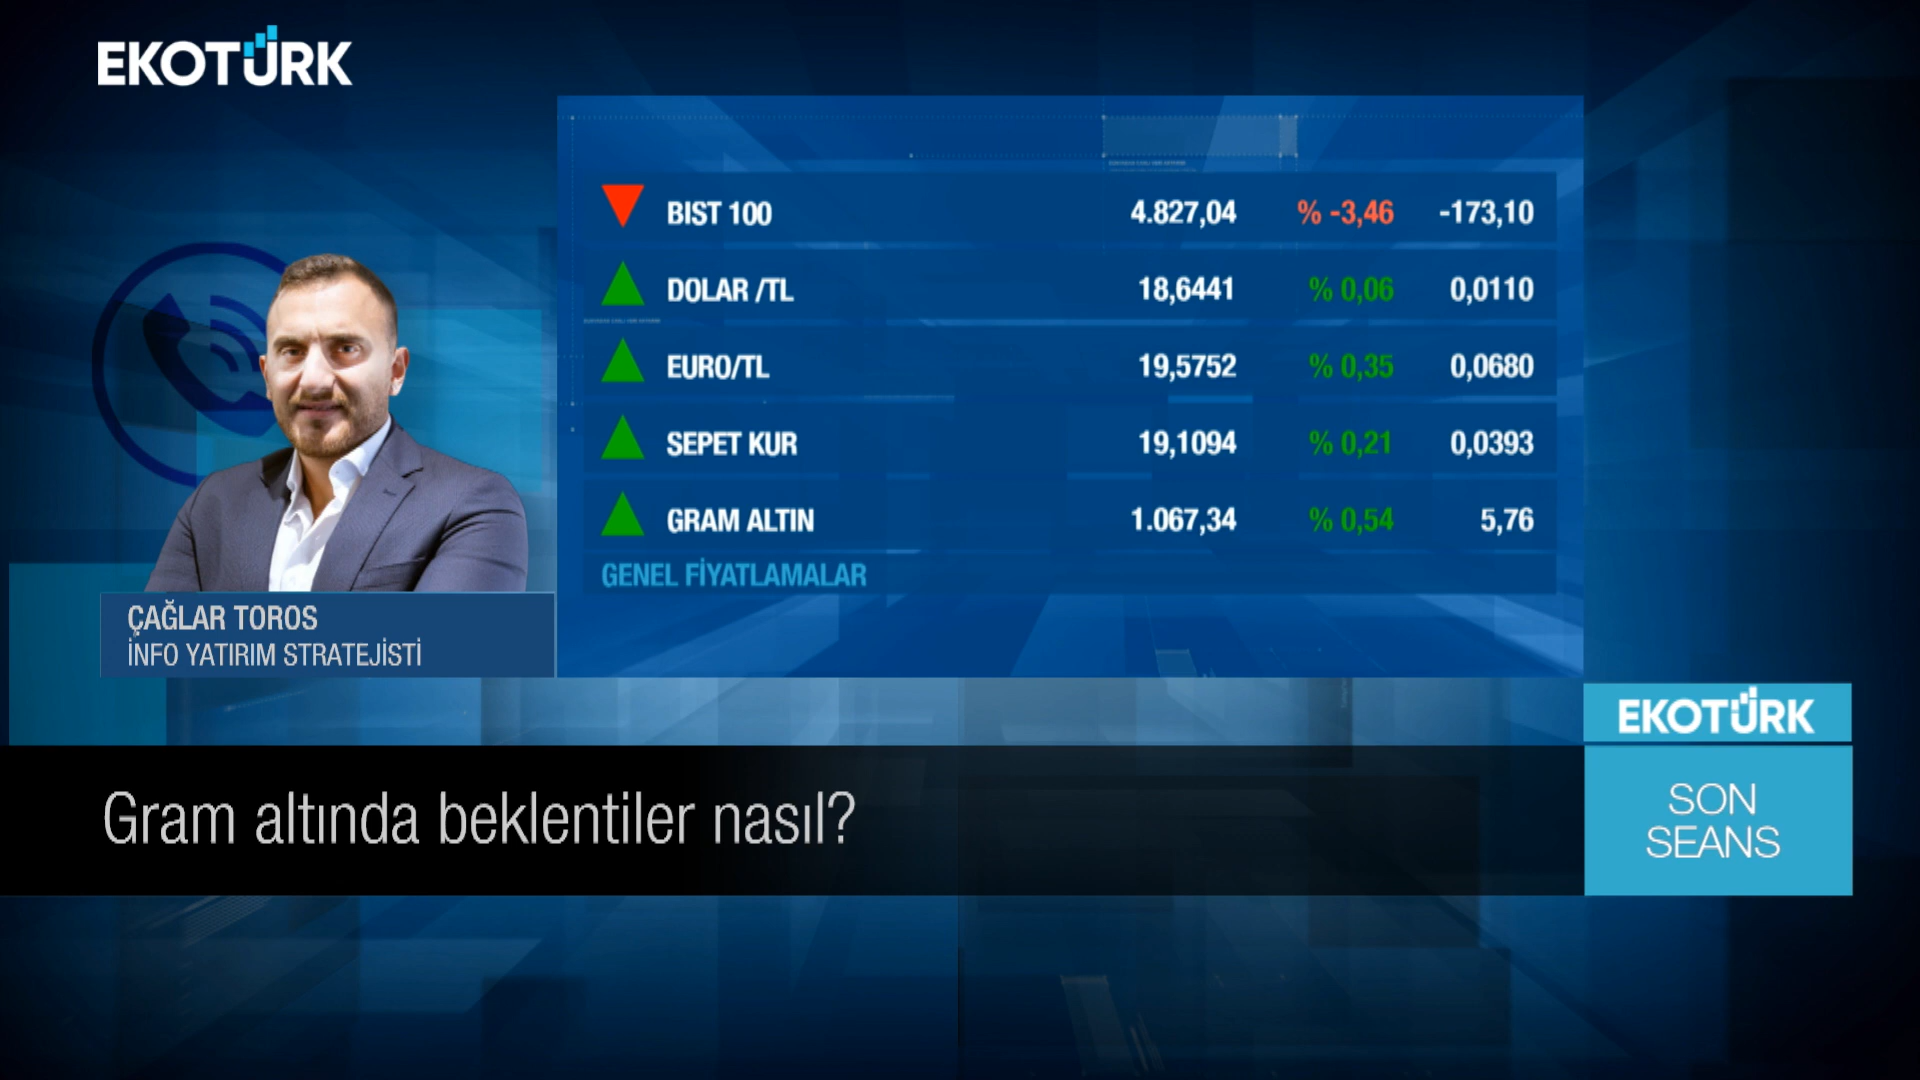 EKOTÜRK
BIST 100 4.827,04 % -3,46 -173,10
DOLAR /TL 18,6441 % 0,06 0,0110
EURO/TL 19,5752 % 0,35 0,0680
SEPET KUR 19,1094 % 0,21 0,0393
GRAM ALTIN 1.067,34 % 0,54 5,76
GENEL FİYATLAMALAR
ÇAĞLAR TOROS
İNFO YATIRIM STRATEJİSTİ
EKOTÜRK
SON
SEANS
Gram altında beklentiler nasıl?